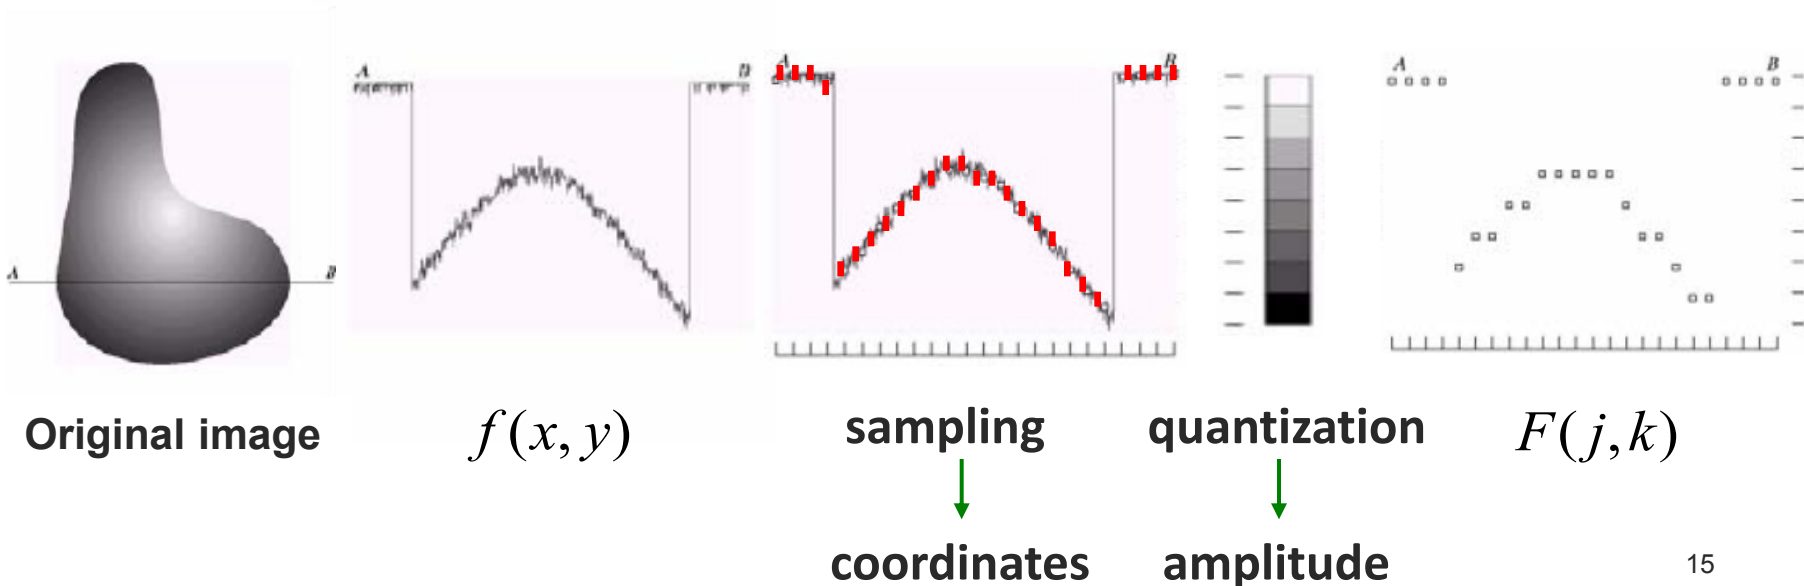 A B
A D
A B
A B
Original image
f(x, y)
sampling
quantization
F(j, k)
coordinates
amplitude
15